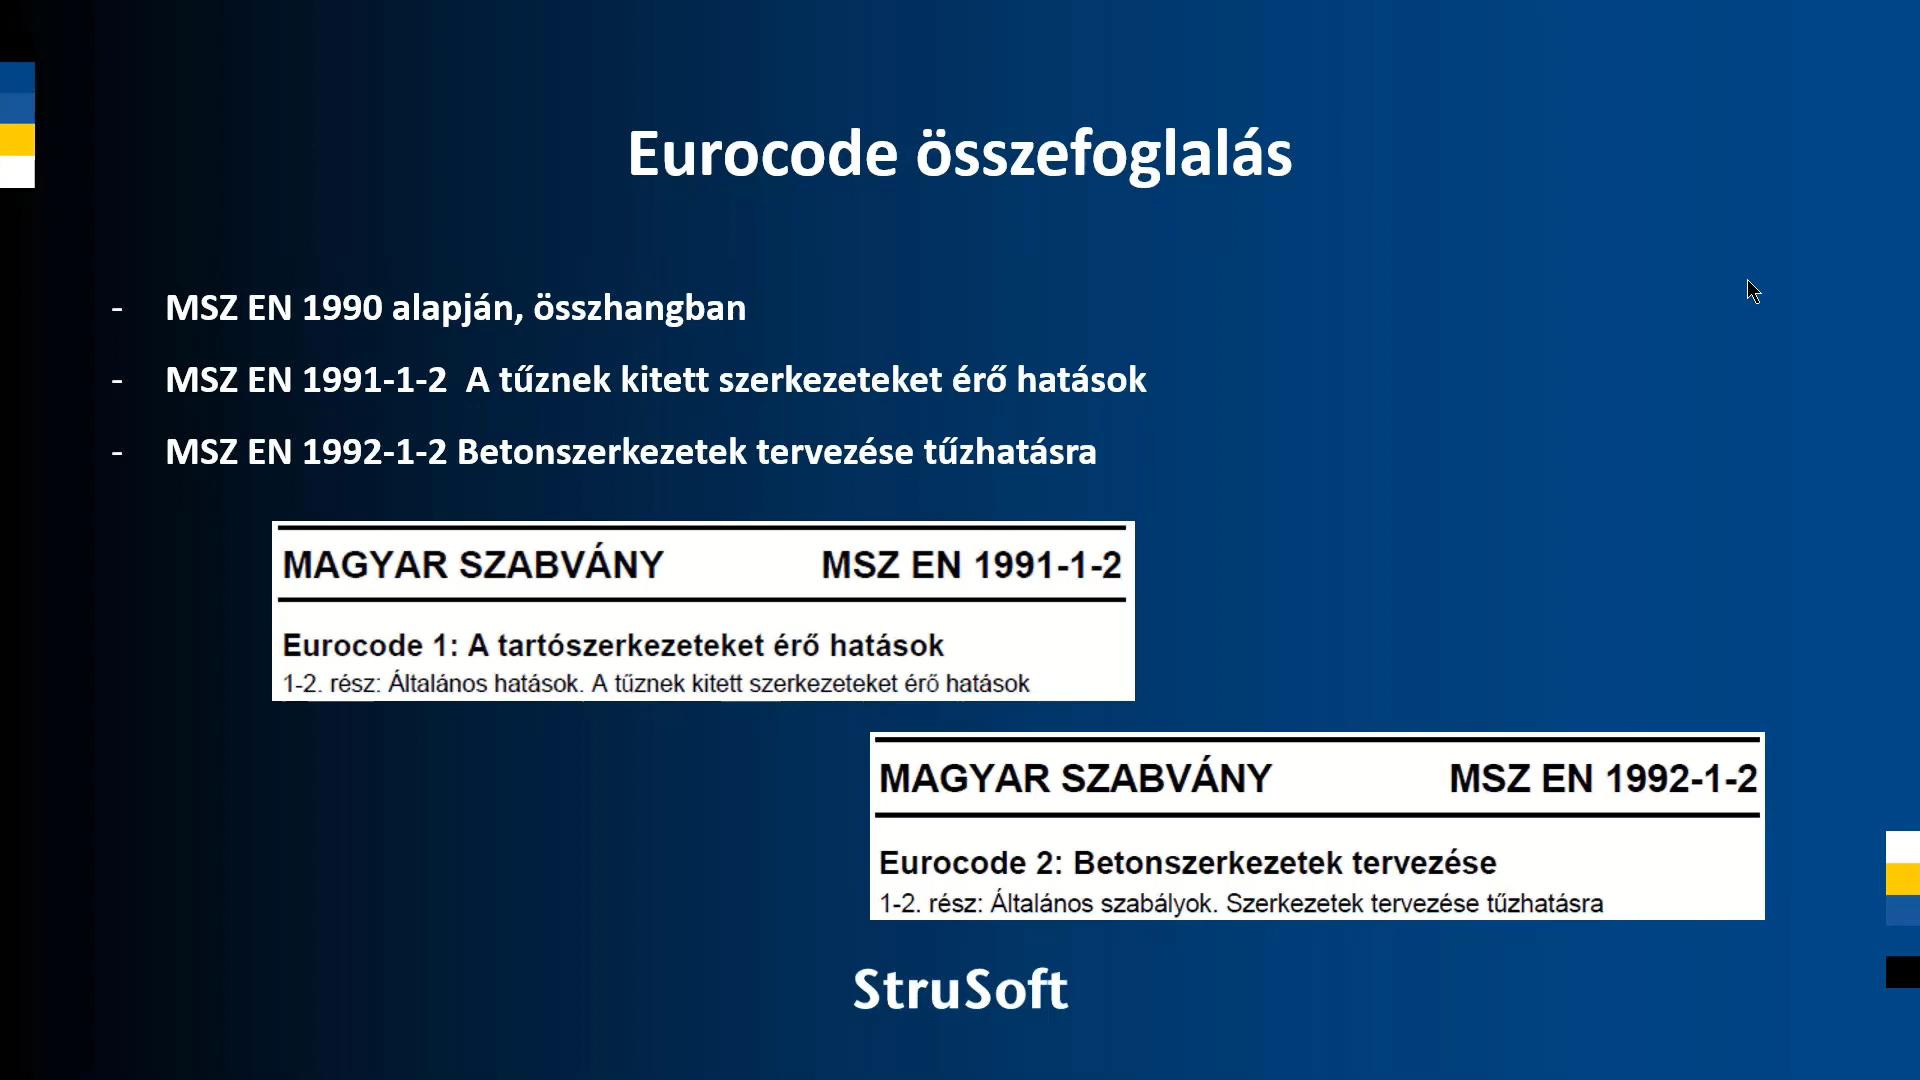 Eurocode összefoglalás
- MSZ EN 1990 alapján, összhangban
- MSZ EN 1991-1-2 A tűznek kitett szerkezeteket érő hatások
- MSZ EN 1992-1-2 Betonszerkezetek tervezése tűzhatásra
MAGYAR SZABVÁNY MSZ EN 1991-1-2
Eurocode 1: A tartószerkezeteket érő hatások
1-2. rész: Általános hatások. A tűznek kitett szerkezeteket érő hatások
MAGYAR SZABVÁNY MSZ EN 1992-1-2
Eurocode 2: Betonszerkezetek tervezése
1-2. rész: Általános szabályok. Szerkezetek tervezése tűzhatásra
StruSoft